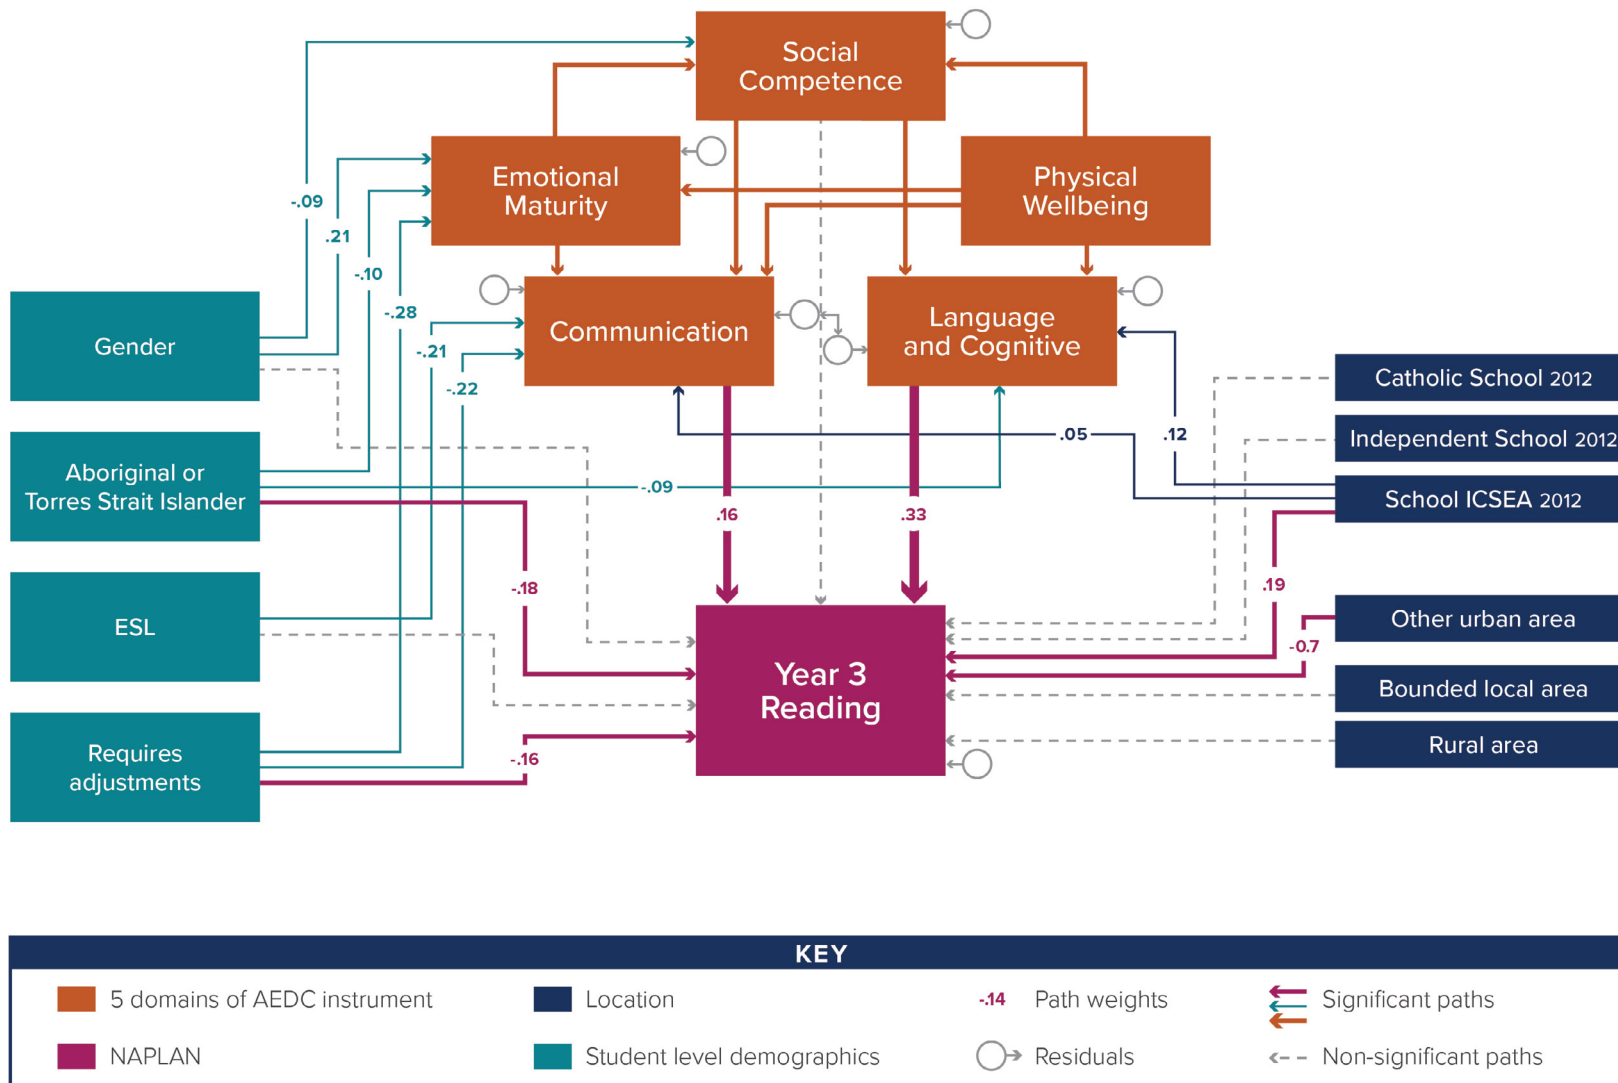 Social
Competence
Emotional
Maturity
Physical
Wellbeing
-.09
.21
-.10
-.28
Gender
Communication
Language
and Cognitive
-.21
-.22
Catholic School 2012
.05
.12
Independent School 2012
Aboriginal or
Torres Strait Islander
-.09
School ICSEA 2012
.16
.33
-.18
.19
ESL
Other urban area
-0.7
Year 3
Reading
Bounded local area
Requires
adjustments
-.16
Rural area
KEY
5 domains of AEDC instrument
Location
-.14 Path weights
Significant paths
NAPLAN
Student level demographics
Residuals
Non-significant paths